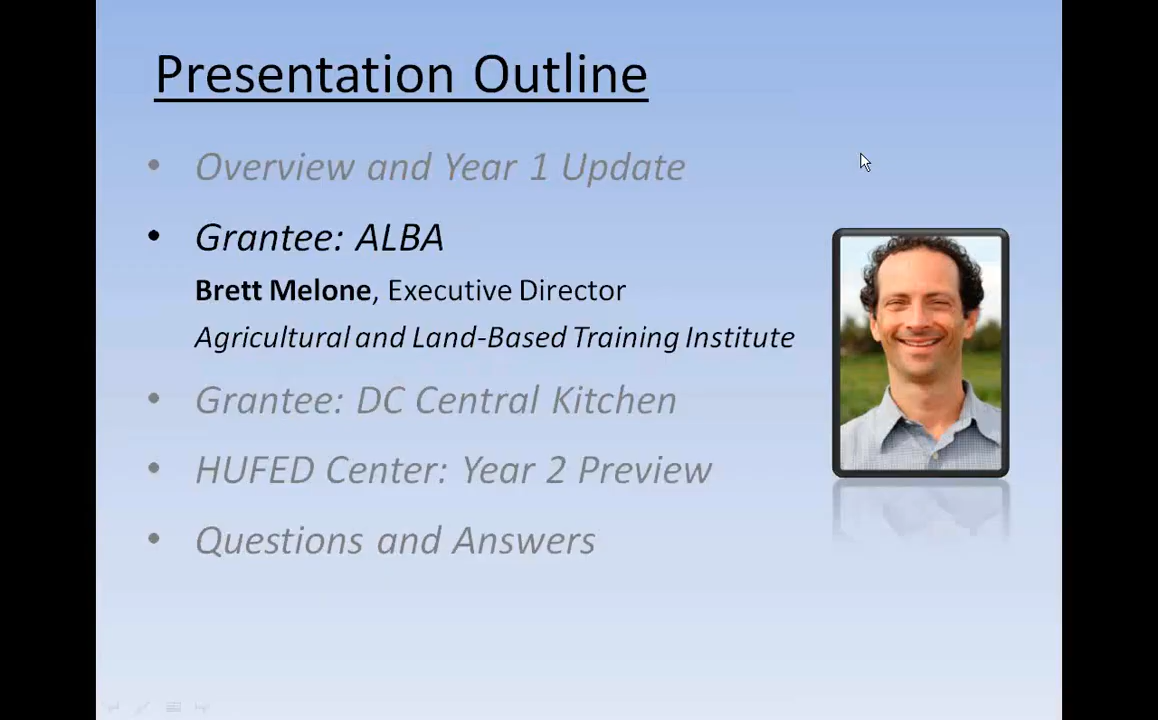 Presentation Outline
• Overview and Year 1 Update
• Grantee: ALBA
Brett Melone, Executive Director
Agricultural and Land-Based Training Institute
• Grantee: DC Central Kitchen
• HUFED Center: Year 2 Preview
• Questions and Answers